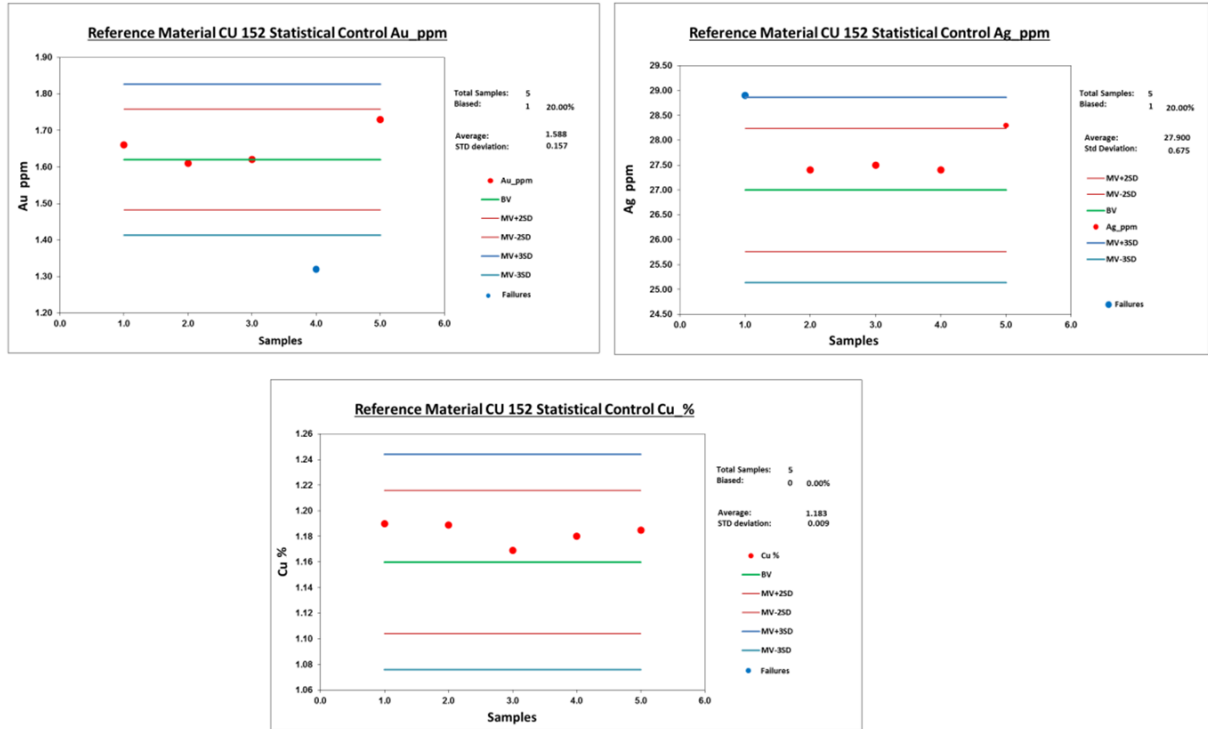 Reference Material CU 152 Statistical Control Au_ppm
1.90
1.80
1.70
1.60
1.50
1.40
1.30
1.20
Au ppm
0.0 1.0 2.0 3.0 4.0 5.0 6.0
Samples
Total Samples: 5
Biased: 1 20.00%
Average: 1.588
STD deviation: 0.157
Au_ppm
BV
MV+2SD
MV-2SD
MV+3SD
MV-3SD
Failures
Reference Material CU 152 Statistical Control Ag_ppm
29.50
29.00
28.50
28.00
27.50
27.00
26.50
26.00
25.50
25.00
24.50
Ag ppm
0.0 1.0 2.0 3.0 4.0 5.0 6.0
Samples
Total Samples: 5
Biased: 1 20.00%
Average: 27.900
Std Deviation: 0.675
MV+2SD
MV-2SD
BV
Ag_ppm
MV+3SD
MV-3SD
Failures
Reference Material CU 152 Statistical Control Cu_%
1.26
1.24
1.22
1.20
1.18
1.16
1.14
1.12
1.10
1.08
1.06
Cu %
0.0 1.0 2.0 3.0 4.0 5.0 6.0
Samples
Total Samples: 5
Biased: 0 0.00%
Average: 1.183
STD deviation: 0.009
Cu %
BV
MV+2SD
MV-2SD
MV+3SD
MV-3SD
Failures